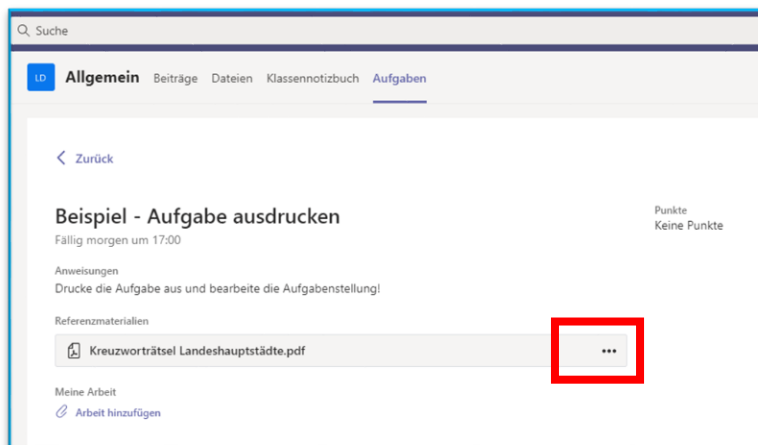 Suche
LD Allgemein Beiträge Dateien Klassennotizbuch Aufgaben
Zurück
Beispiel - Aufgabe ausdrucken
Fällig morgen um 17:00
Punkte
Keine Punkte
Anweisungen
Drucke die Aufgabe aus und bearbeite die Aufgabenstellung!
Referenzmaterialien
Kreuzworträtsel Landeshauptstädte.pdf
Meine Arbeit
Arbeit hinzufügen